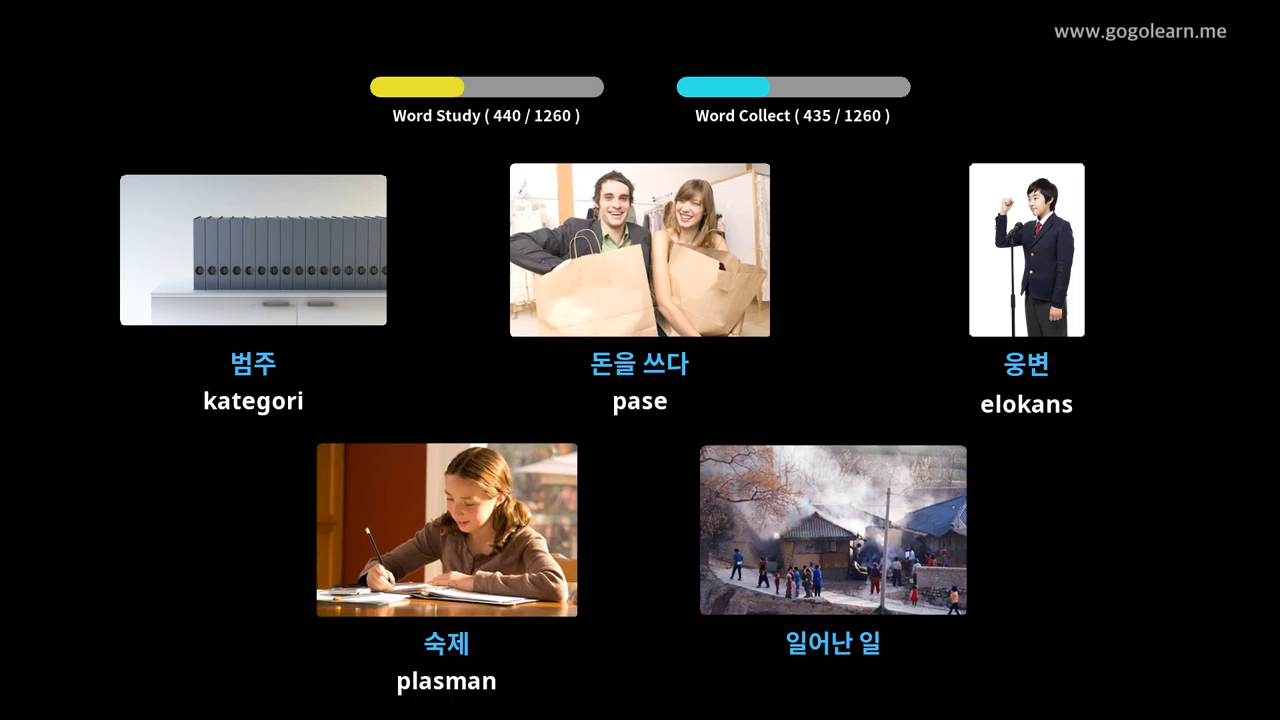 www.gogolearn.me
Word Study ( 440 / 1260 )
Word Collect ( 435 / 1260 )
범주
kategori
돈을 쓰다
pase
웅변
elokans
숙제
plasman
일어난 일